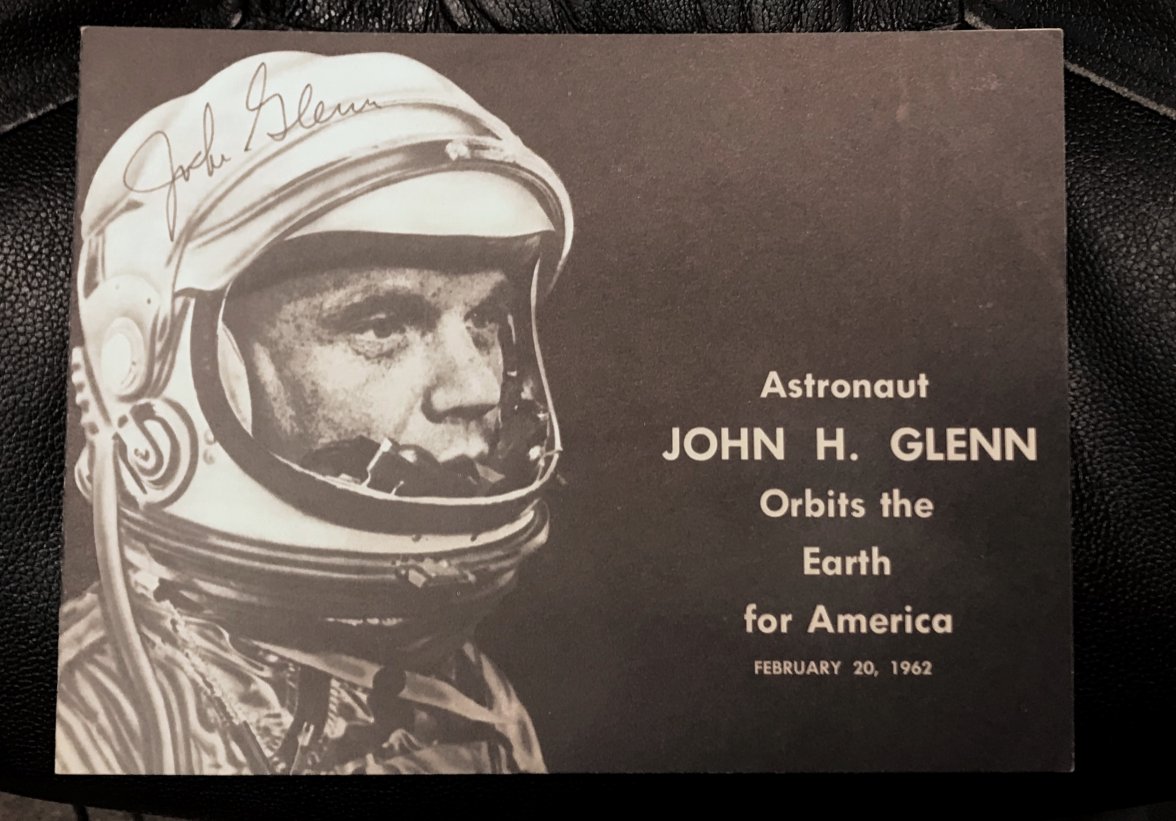 John Glenn
Astronaut
JOHN H. GLENN
Orbits the
Earth
for America
FEBRUARY 20, 1962